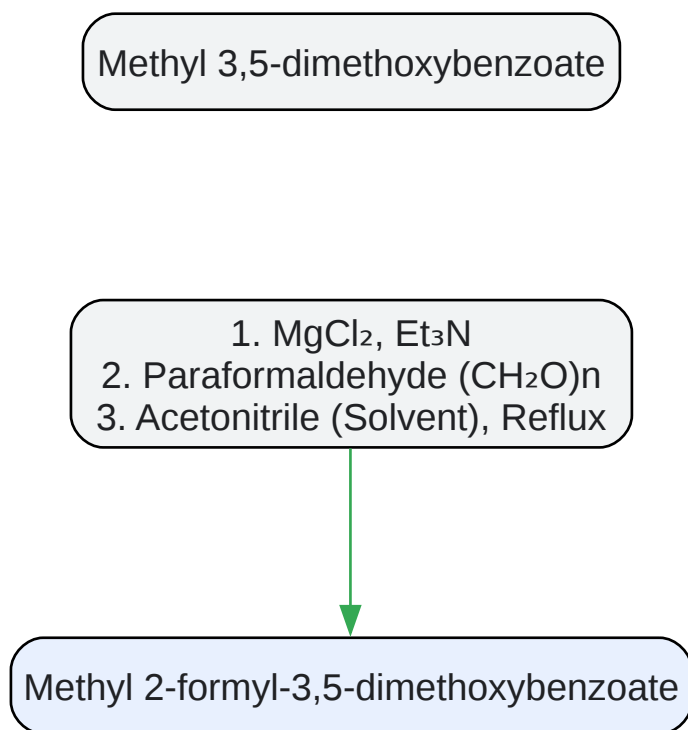 Methyl 3,5-dimethoxybenzoate
1. MgCl₂, Et₃N
2. Paraformaldehyde (CH₂O)n
3. Acetonitrile (Solvent), Reflux
Methyl 2-formyl-3,5-dimethoxybenzoate